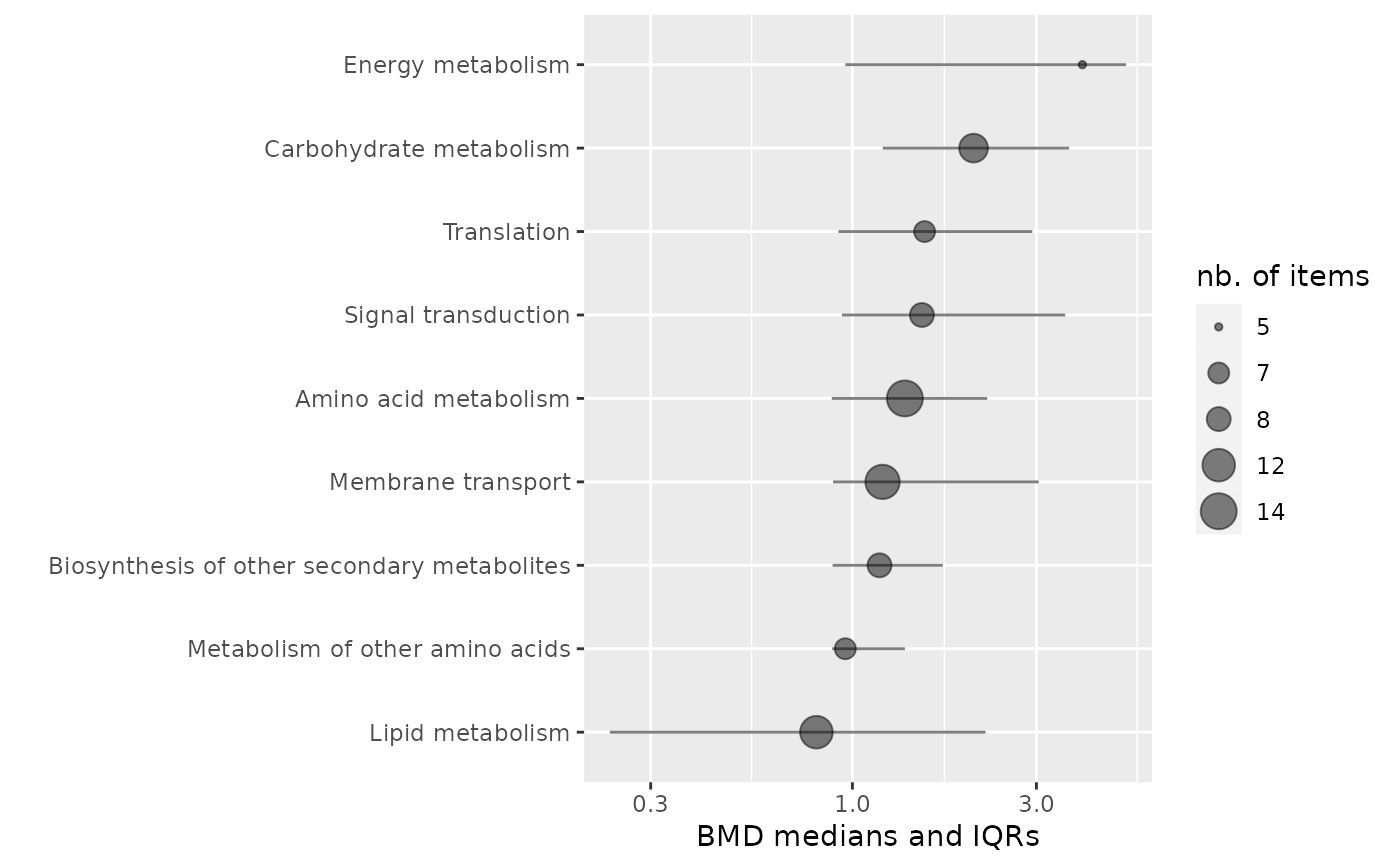 Energy metabolism
Carbohydrate metabolism
Translation
Signal transduction
Amino acid metabolism
Membrane transport
Biosynthesis of other secondary metabolites
Metabolism of other amino acids
Lipid metabolism
0.3 1.0 3.0
BMD medians and IQRs
nb. of items
5
7
8
12
14